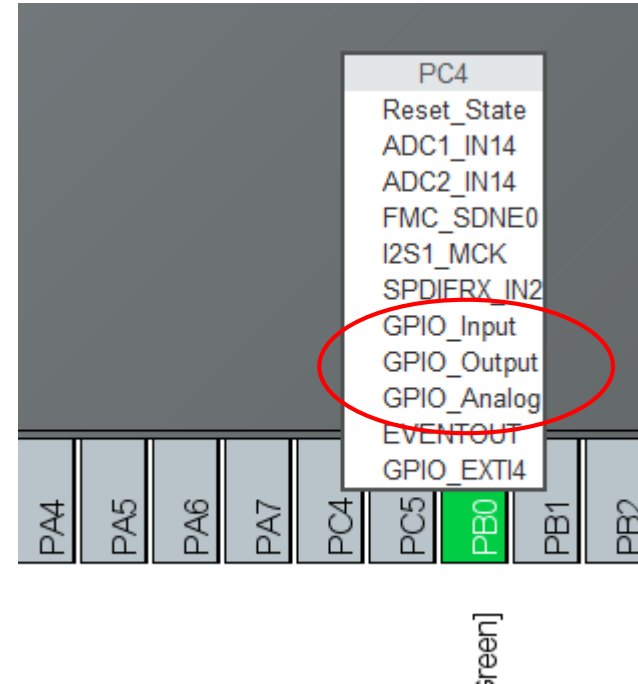 PC4
Reset_State
ADC1_IN14
ADC2_IN14
FMC_SDNE0
I2S1_MCK
SPDIFRX_IN2
GPIO_Input
GPIO_Output
GPIO_Analog
EVENTOUT
GPIO_EXTI4
PA4
PA5
PA6
PA7
PC4
PC5
PB0
PB1
PB2
reen]